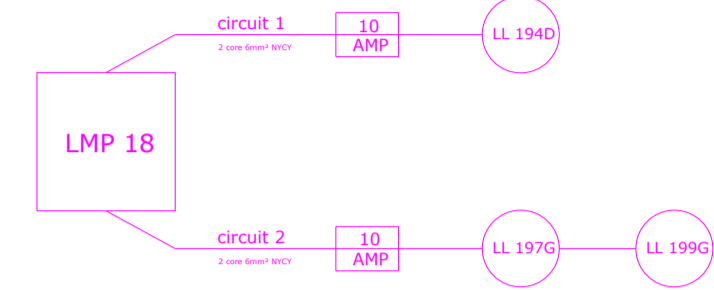 circuit 1
2 core 6mm² NYCY
10
AMP
LL 194D
LMP 18
circuit 2
2 core 6mm² NYCY
10
AMP
LL 197G
LL 199G